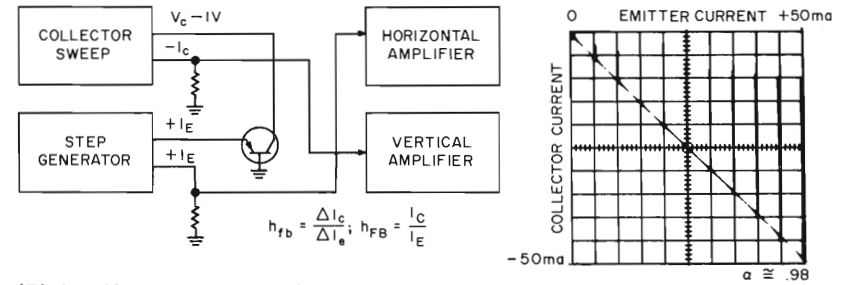 COLLECTOR
SWEEP
V_c -1V
-I_c
HORIZONTAL
AMPLIFIER
STEP
GENERATOR
+I_E
+I_E
VERTICAL
AMPLIFIER
h_fb = ΔI_c/ΔI_e; h_FB = I_C/I_E
0 EMITTER CURRENT +50ma
COLLECTOR CURRENT
-50ma
α ≅ .98